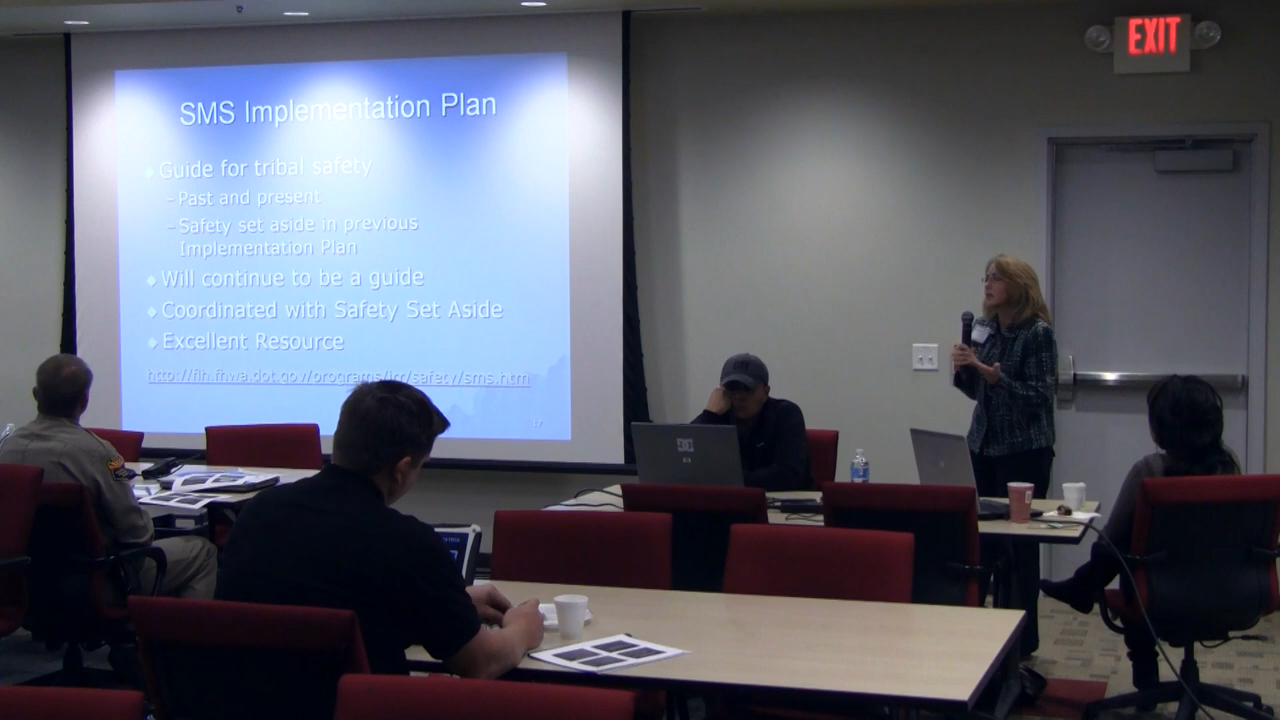 EXIT
SMS Implementation Plan
Guide for tribal safety
– Past and present
– Safety set aside in previous
Implementation Plan
Will continue to be a guide
Coordinated with Safety Set Aside
Excellent Resource
http://flh.fhwa.dot.gov/programs/irr/safety/sms.htm
17